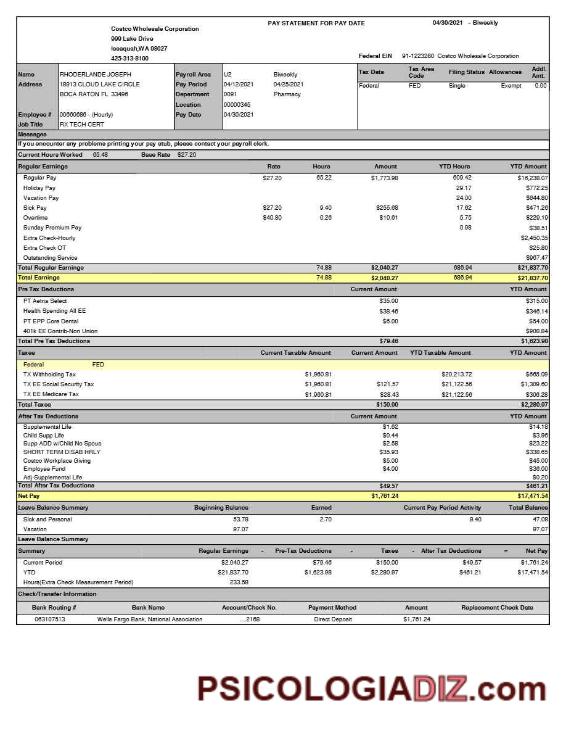 PAY STATEMENT FOR PAY DATE 04/30/2021 - Biweekly
Costco Wholesale Corporation
999 Lake Drive
Issaquah,WA 98027
425-313-8100
Federal EIN 91-1223280 Costco Wholesale Corporation
Name RHODERLANDE JOSEPH Payroll Area U2 Biweekly Tax Data Tax Area Code Filing Status Allowances Addl. Amt.
Address 18913 CLOUD LAKE CIRCLE Pay Period 04/12/2021 04/25/2021 Federal FED Single Exempt 0.00
BOCA RATON FL 33496 Department 0091 Pharmacy
Location 00000345
Employee # 00660686 - (Hourly) Pay Date 04/30/2021
Job Title RX TECH CERT
Messages
If you encounter any problems printing your pay stub, please contact your payroll clerk.
Current Hours Worked 65.48 Base Rate $27.20
Regular Earnings Rate Hours Amount YTD Hours YTD Amount
Regular Pay $27.20 65.22 $1,773.98 609.42 $16,238.07
Holiday Pay 29.17 $772.25
Vacation Pay 24.00 $644.80
Sick Pay $27.20 9.40 $255.68 17.62 $471.26
Overtime $40.80 0.26 $10.61 5.75 $229.19
Sunday Premium Pay 0.98 $38.51
Extra Check-Hourly $2,450.35
Extra Check OT $25.80
Outstanding Service $967.47
Total Regular Earnings 74.88 $2,040.27 686.94 $21,837.70
Total Earnings 74.88 $2,040.27 686.94 $21,837.70
Pre Tax Deductions Current Amount YTD Amount
PT Aetna Select $35.00 $315.00
Health Spending All EE $38.46 $346.14
PT EPP Core Dental $6.00 $54.00
401k EE Contrib-Non Union $908.84
Total Pre Tax Deductions $79.46 $1,623.98
Taxes Current Taxable Amount Current Amount YTD Taxable Amount YTD Amount
Federal FED
TX Withholding Tax $1,960.81 $20,213.72 $665.09
TX EE Social Security Tax $1,960.81 $121.57 $21,122.56 $1,309.60
TX EE Medicare Tax $1,960.81 $28.43 $21,122.56 $306.28
Total Taxes $150.00 $2,280.97
After Tax Deductions Current Amount YTD Amount
Supplemental Life $1.62 $14.18
Child Supp Life $0.44 $3.96
Supp ADD w/Child No Spous $2.58 $23.22
SHORT TERM DISAB HRLY $35.93 $338.65
Costco Workplace Giving $5.00 $45.00
Employee Fund $4.00 $36.00
Adj-Supplemental Life $0.20
Total After Tax Deductions $49.57 $461.21
Net Pay $1,761.24 $17,471.54
Leave Balance Summary Beginning Balance Earned Current Pay Period Activity Total Balance
Sick and Personal 53.78 2.70 9.40 47.08
Vacation 97.07 97.07
Leave Balance Summary
Summary Regular Earnings - Pre-Tax Deductions - Taxes - After Tax Deductions = Net Pay
Current Period $2,040.27 $79.46 $150.00 $49.57 $1,761.24
YTD $21,837.70 $1,623.98 $2,280.97 $461.21 $17,471.54
Hours(Extra Check Measurement Period) 233.58
Check/Transfer Information
Bank Routing # Bank Name Account/Check No. Payment Method Amount Replacement Check Date
063107513 Wells Fargo Bank, National Association ...2168 Direct Deposit $1,761.24
PSICOLOGIADIZ.com